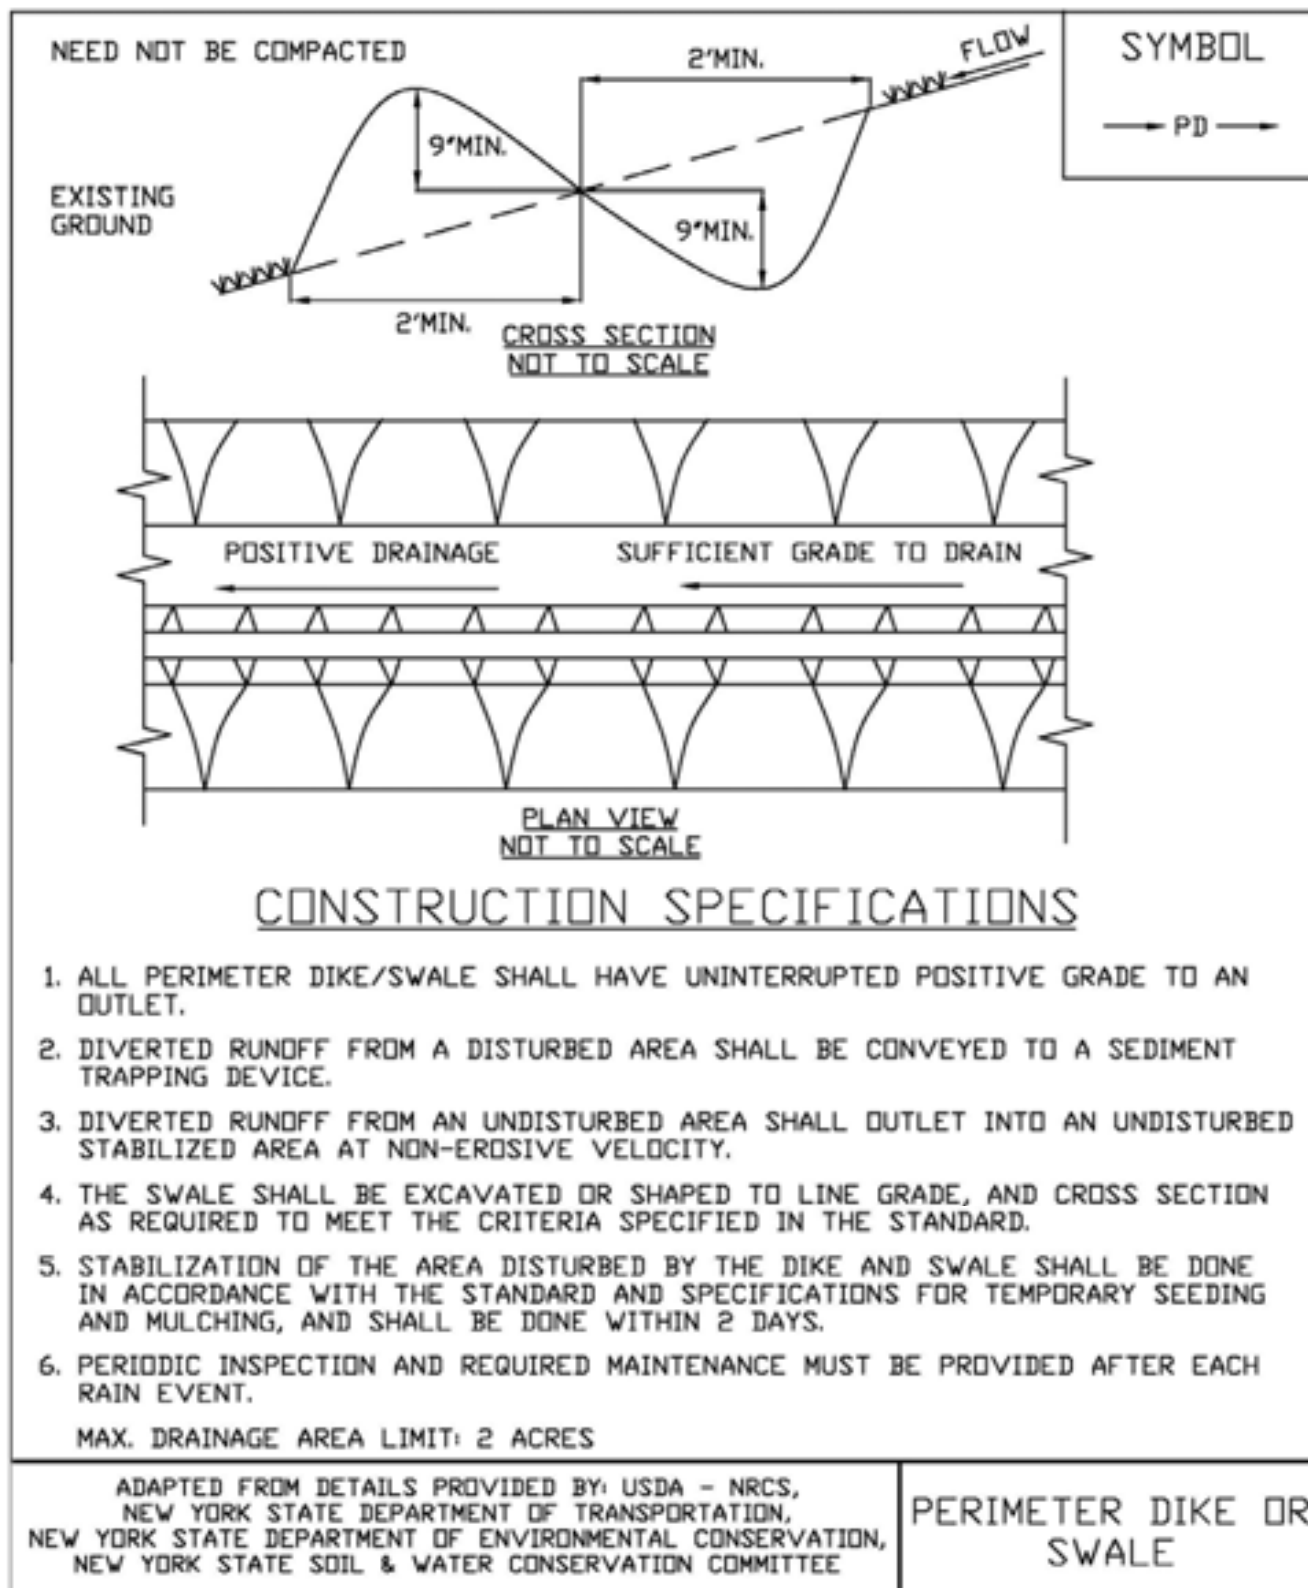 NEED NOT BE COMPACTED
2'MIN.
FLOW
SYMBOL
PD
9"MIN.
EXISTING
GROUND
9"MIN.
2'MIN.
CROSS SECTION
NOT TO SCALE
POSITIVE DRAINAGE
SUFFICIENT GRADE TO DRAIN
PLAN VIEW
NOT TO SCALE
CONSTRUCTION SPECIFICATIONS
1. ALL PERIMETER DIKE/SWALE SHALL HAVE UNINTERRUPTED POSITIVE GRADE TO AN
OUTLET.
2. DIVERTED RUNOFF FROM A DISTURBED AREA SHALL BE CONVEYED TO A SEDIMENT
TRAPPING DEVICE.
3. DIVERTED RUNOFF FROM AN UNDISTURBED AREA SHALL OUTLET INTO AN UNDISTURBED
STABILIZED AREA AT NON-EROSIVE VELOCITY.
4. THE SWALE SHALL BE EXCAVATED OR SHAPED TO LINE GRADE, AND CROSS SECTION
AS REQUIRED TO MEET THE CRITERIA SPECIFIED IN THE STANDARD.
5. STABILIZATION OF THE AREA DISTURBED BY THE DIKE AND SWALE SHALL BE DONE
IN ACCORDANCE WITH THE STANDARD AND SPECIFICATIONS FOR TEMPORARY SEEDING
AND MULCHING, AND SHALL BE DONE WITHIN 2 DAYS.
6. PERIODIC INSPECTION AND REQUIRED MAINTENANCE MUST BE PROVIDED AFTER EACH
RAIN EVENT.
MAX. DRAINAGE AREA LIMIT: 2 ACRES
ADAPTED FROM DETAILS PROVIDED BY: USDA - NRCS,
NEW YORK STATE DEPARTMENT OF TRANSPORTATION,
NEW YORK STATE DEPARTMENT OF ENVIRONMENTAL CONSERVATION,
NEW YORK STATE SOIL & WATER CONSERVATION COMMITTEE
PERIMETER DIKE OR
SWALE